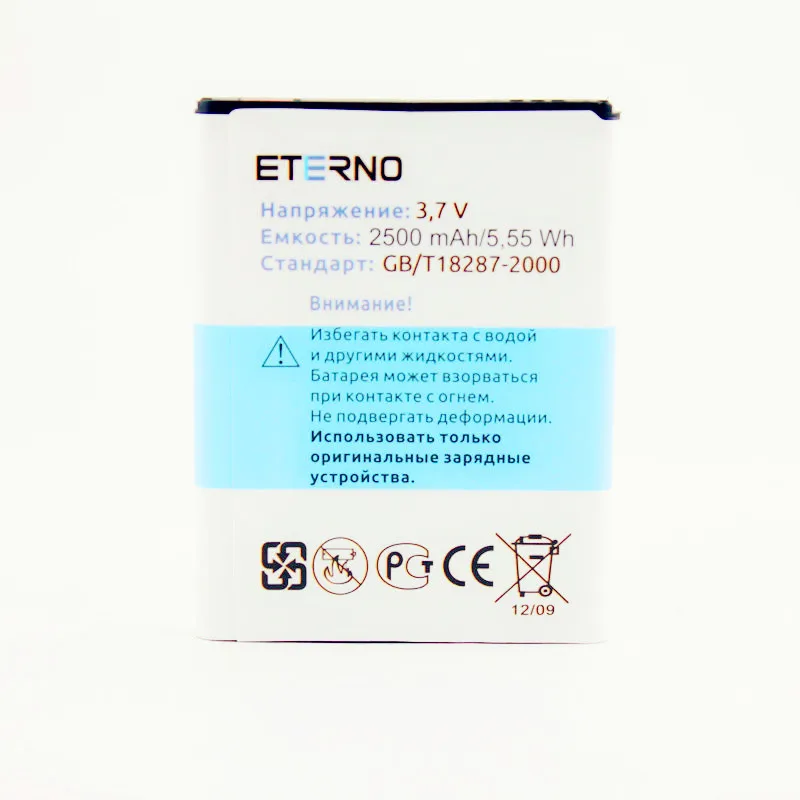 ETERNO
Напряжение: 3,7 V
Емкость: 2500 mAh/5,55 Wh
Стандарт: GB/T18287-2000
Внимание!
Избегать контакта с водой
и другими жидкостями.
Батарея может взорваться
при контакте с огнем.
Не подвергать деформации.
Использовать только
оригинальные зарядные
устройства.
РСТ CE
12/09